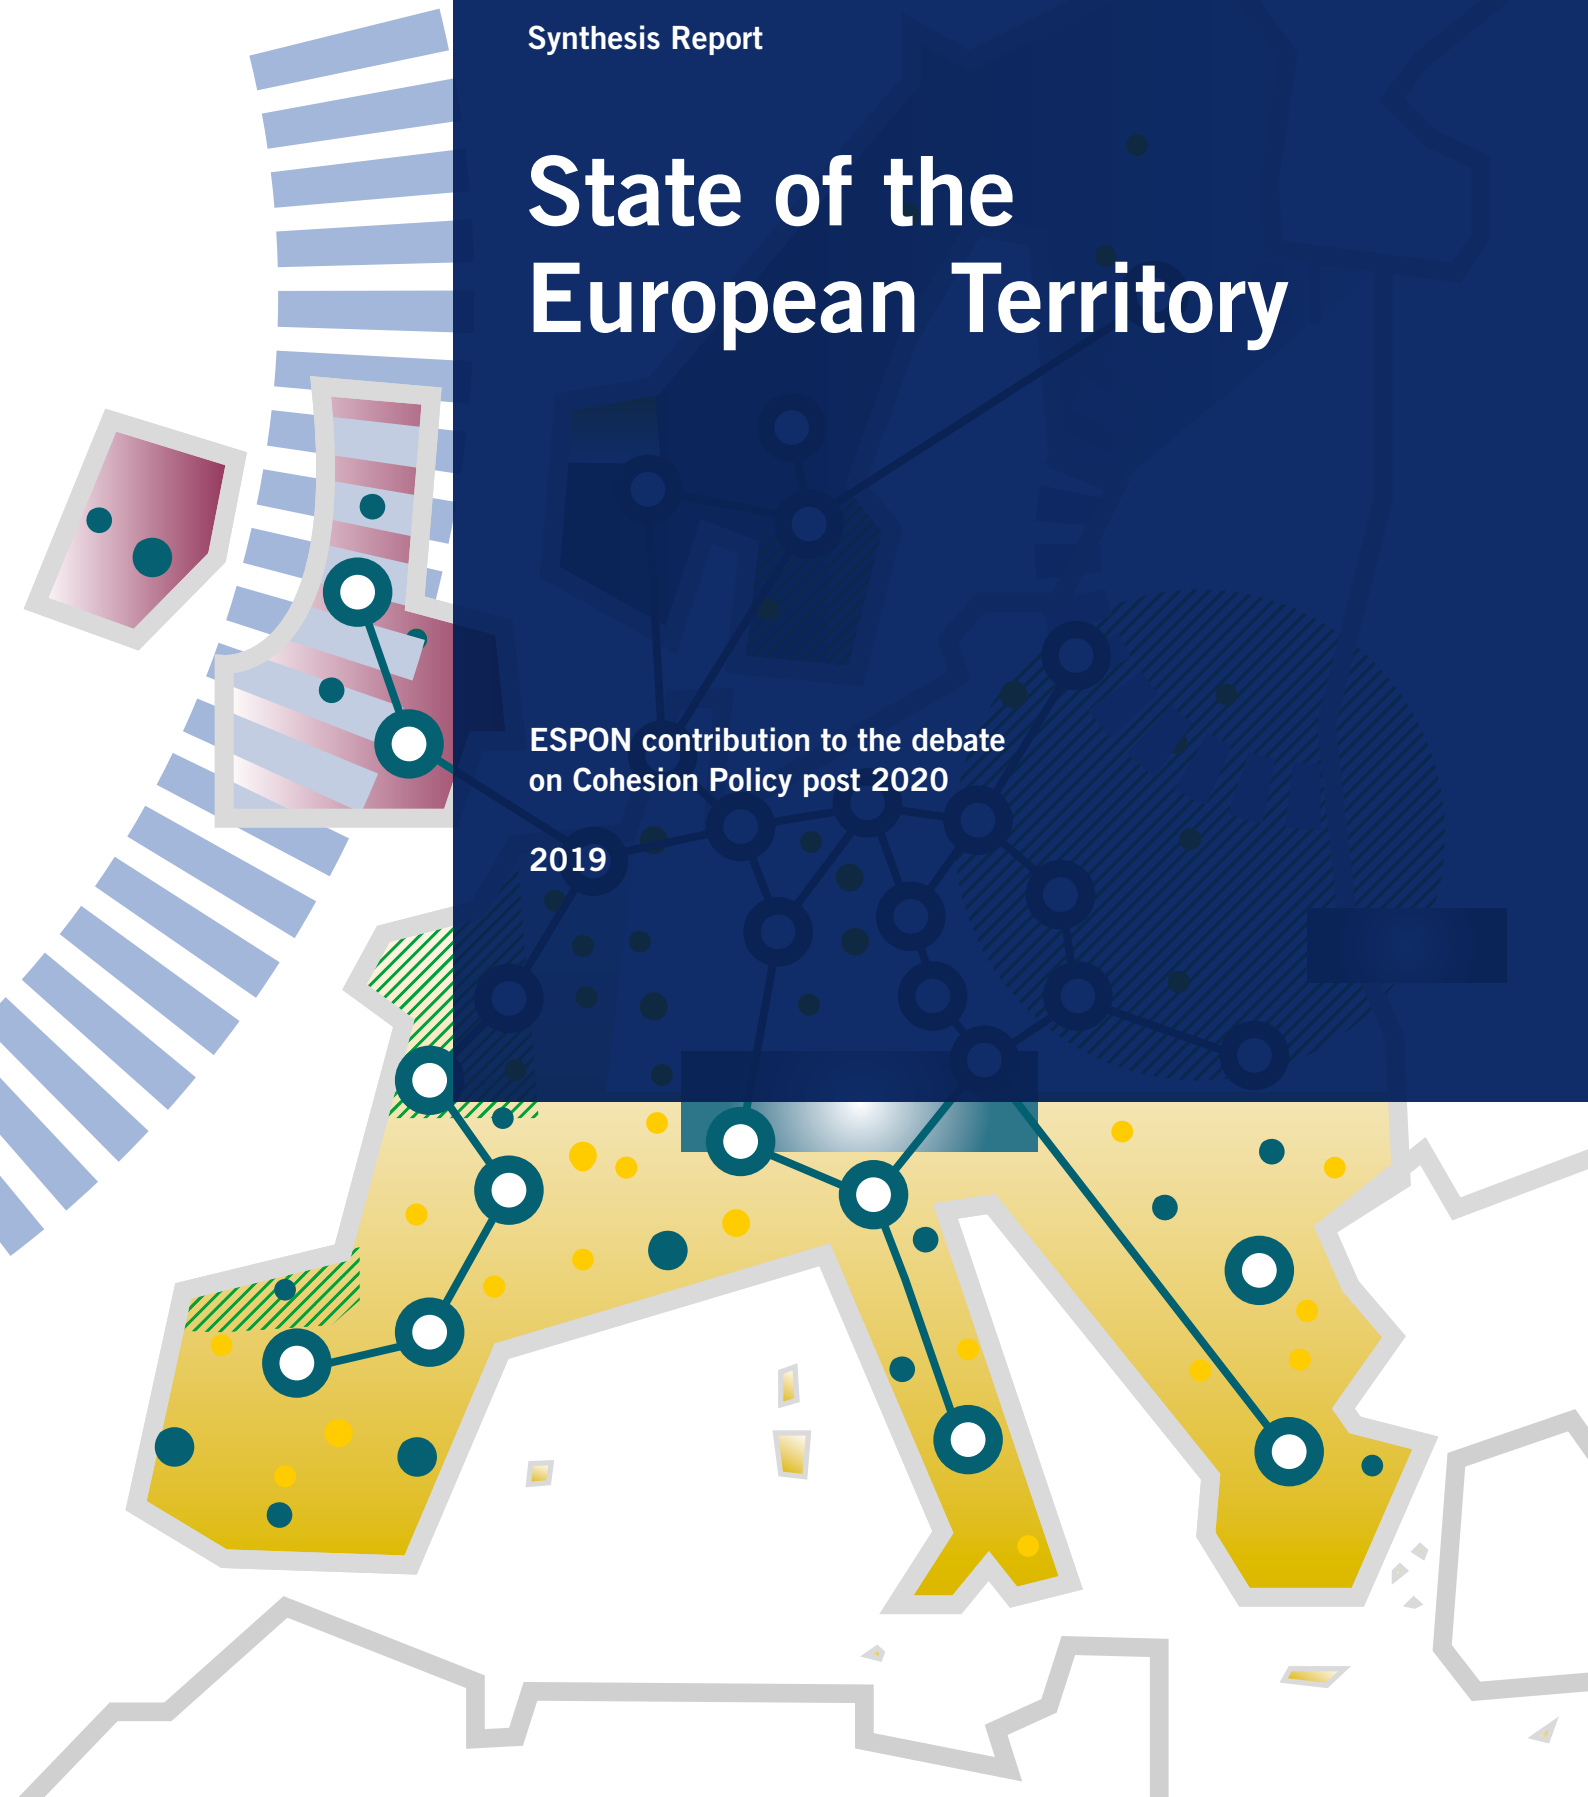 Synthesis Report
State of the
European Territory
ESPON contribution to the debate
on Cohesion Policy post 2020
2019